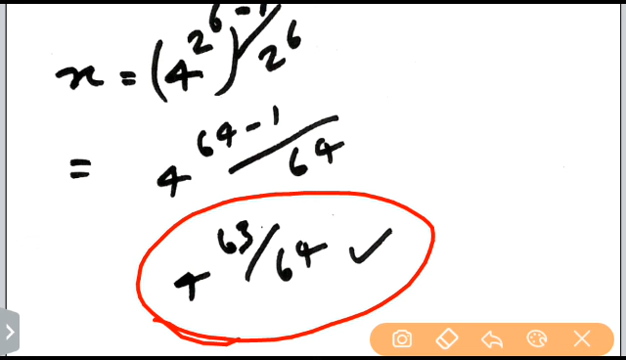 x = (4^{2^6 - 1})/2^6
= 4^{64 - 1 / 64}
4^{63/64} ✓